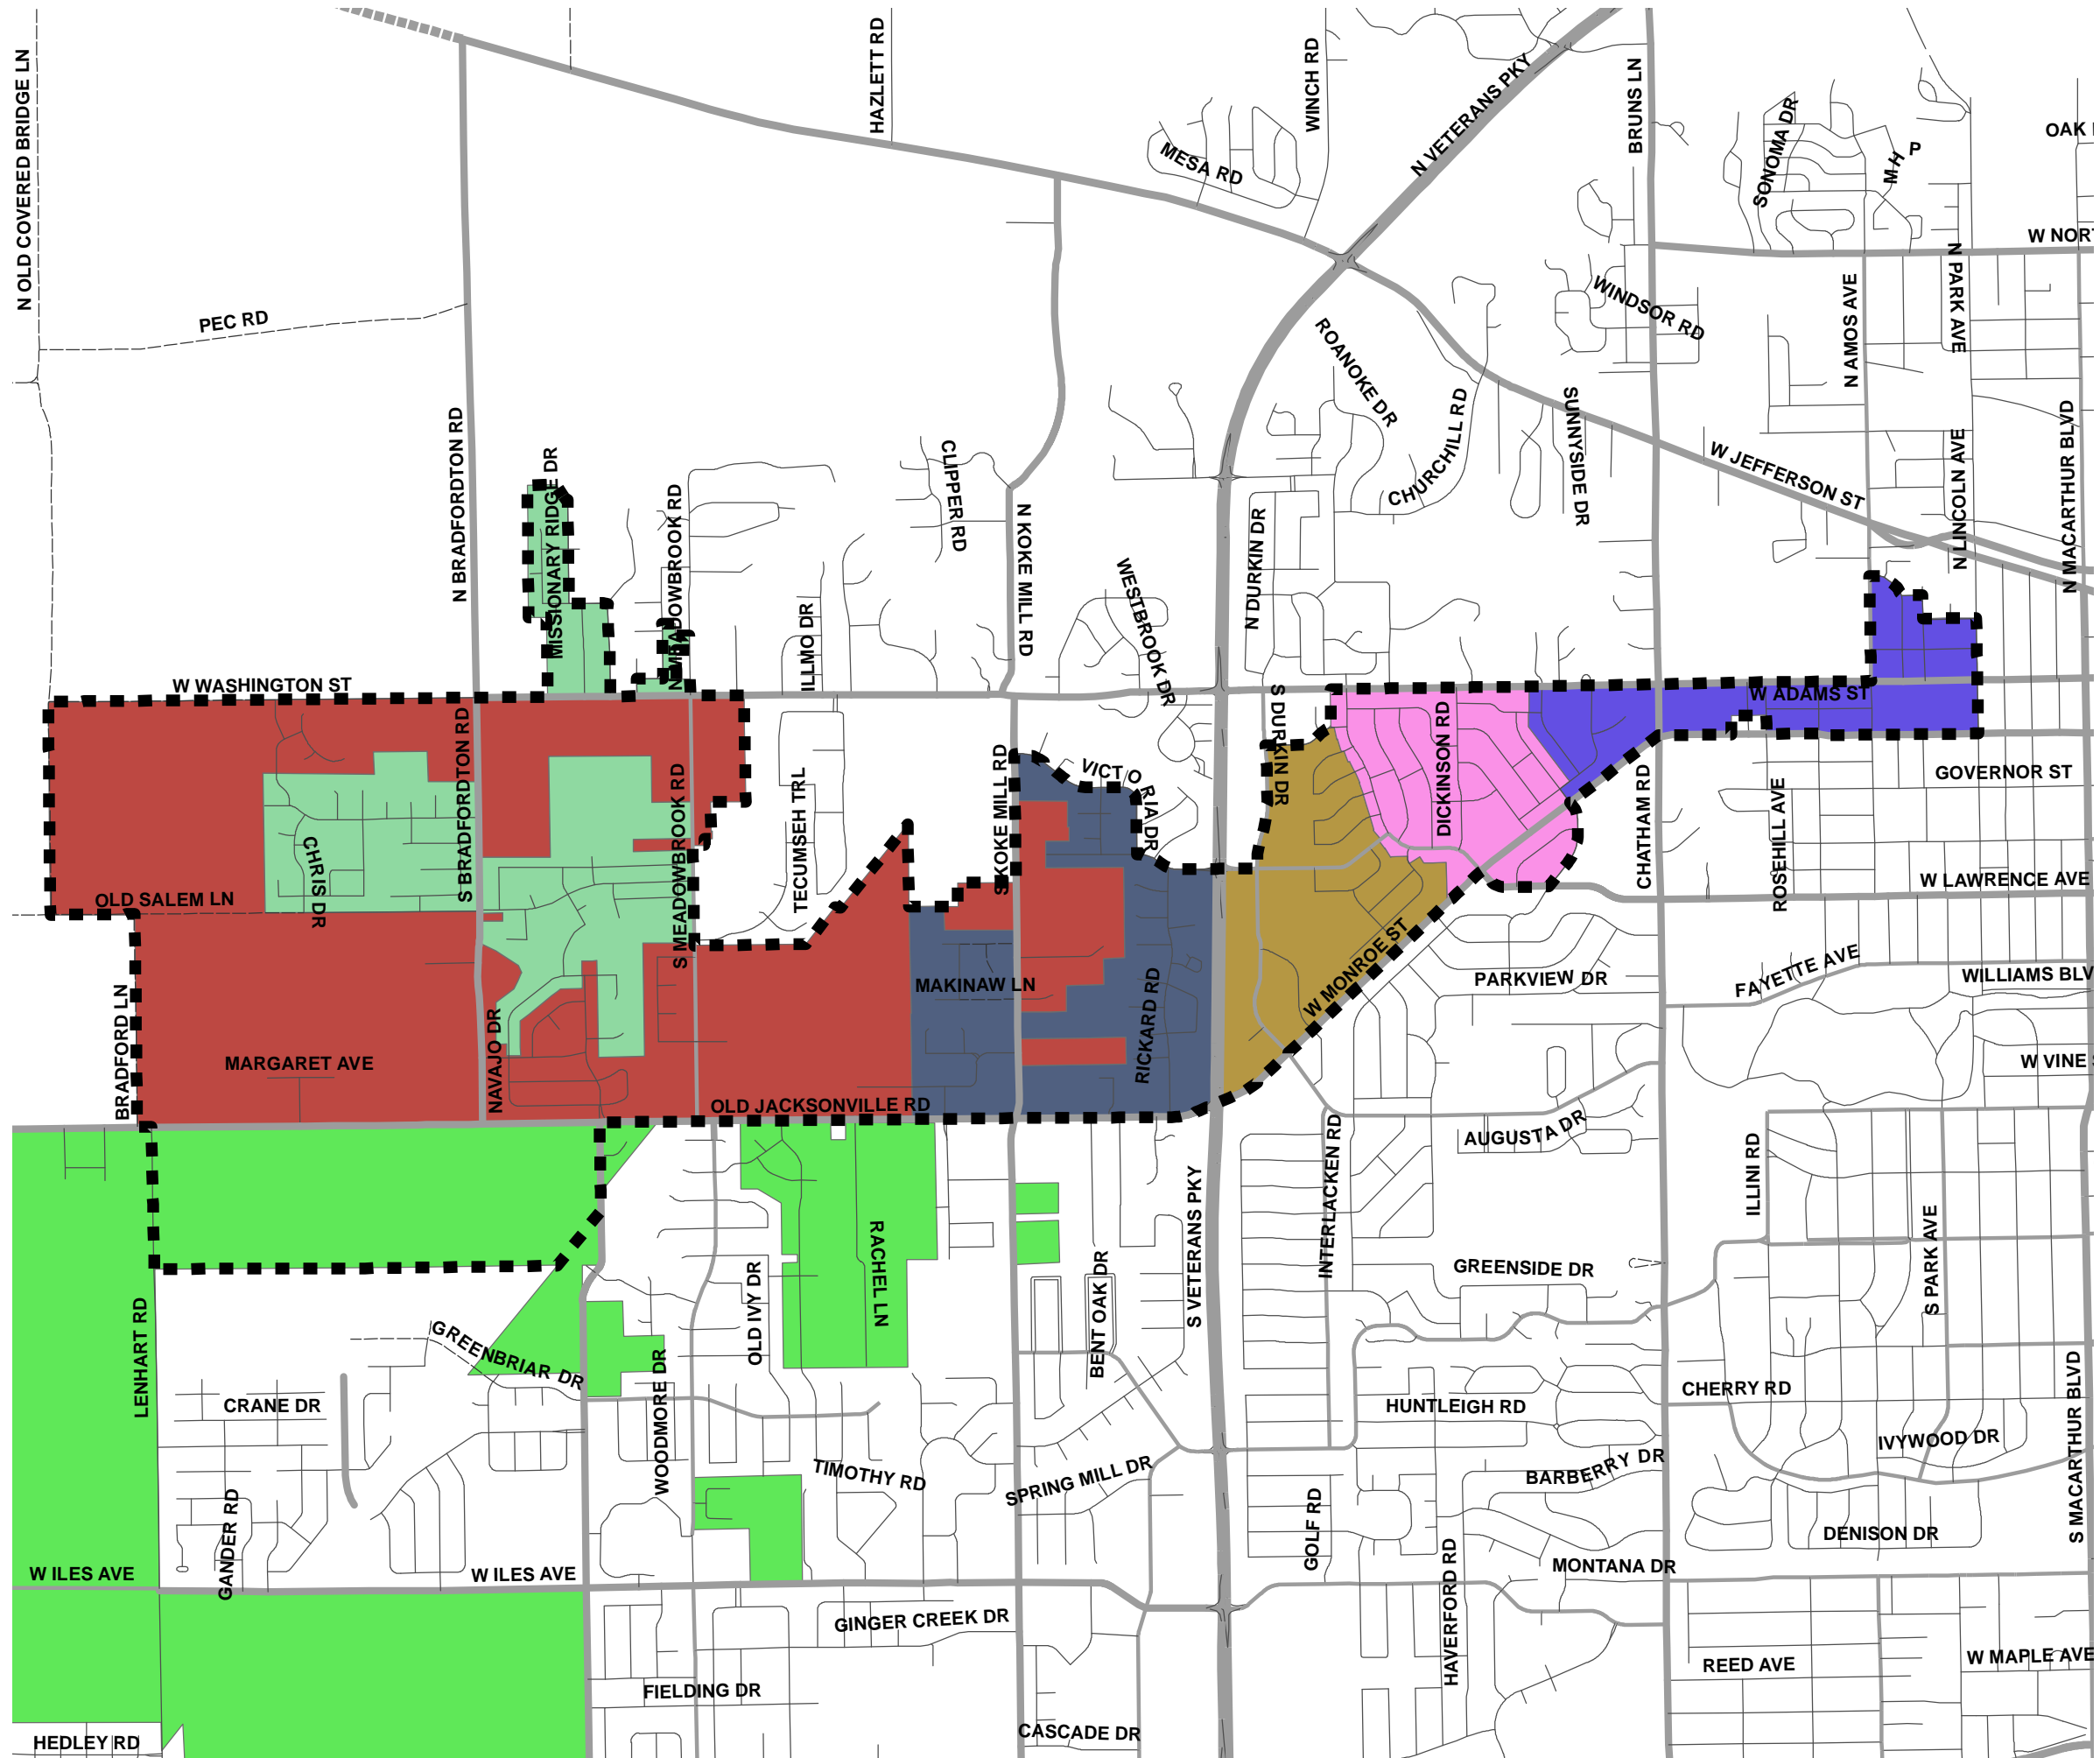 N OLD COVERED BRIDGE LN
HAZLETT RD
WINCH RD
N VETERANS PKY
BRUNS LN
SONOMA DR
M H P
OAK
MESA RD
W NOR
N PARK AVE
N AMOS AVE
WINDSOR RD
PEC RD
ROANOKE DR
CHURCHILL RD
SUNNYSIDE DR
W JEFFERSON ST
N LINCOLN AVE
N MACARTHUR BLVD
N BRADFORDTON RD
MISSIONARY RIDGE DR
N MEADOWBROOK RD
CLIPPER RD
N KOKE MILL RD
N DURKIN DR
WESTBROOK DR
ILLMO DR
W WASHINGTON ST
W ADAMS ST
S BRADFORDTON RD
S DURKIN DR
DICKINSON RD
VICTORIA DR
S KOKE MILL RD
S MEADOWBROOK RD
TECUMSEH TRL
CHATHAM RD
ROSEHILL AVE
GOVERNOR ST
CHRIS DR
OLD SALEM LN
W LAWRENCE AVE
W MONROE ST
PARKVIEW DR
FAYETTE AVE
WILLIAMS BLV
MAKINAW LN
RICKARD RD
BRADFORD LN
MARGARET AVE
NAVAJO DR
W VINE
OLD JACKSONVILLE RD
AUGUSTA DR
INTERLACKEN RD
ILLINI RD
S VETERANS PKY
S PARK AVE
RACHELL LN
BENT OAK DR
OLD IVY DR
GREENSIDE DR
LENHART RD
GREENBRIAR DR
WOODMORE DR
CRANE DR
CHERRY RD
HUNTLEIGH RD
S MACARTHUR BLVD
IVYWOOD DR
BARBERRY DR
TIMOTHY RD
SPRING MILL DR
GANDER RD
GOLF RD
DENISON DR
W ILES AVE
W ILES AVE
MONTANA DR
HAVERFORD RD
GINGER CREEK DR
REED AVE
W MAPLE AVE
FIELDING DR
CASCADE DR
HEDLEY RD